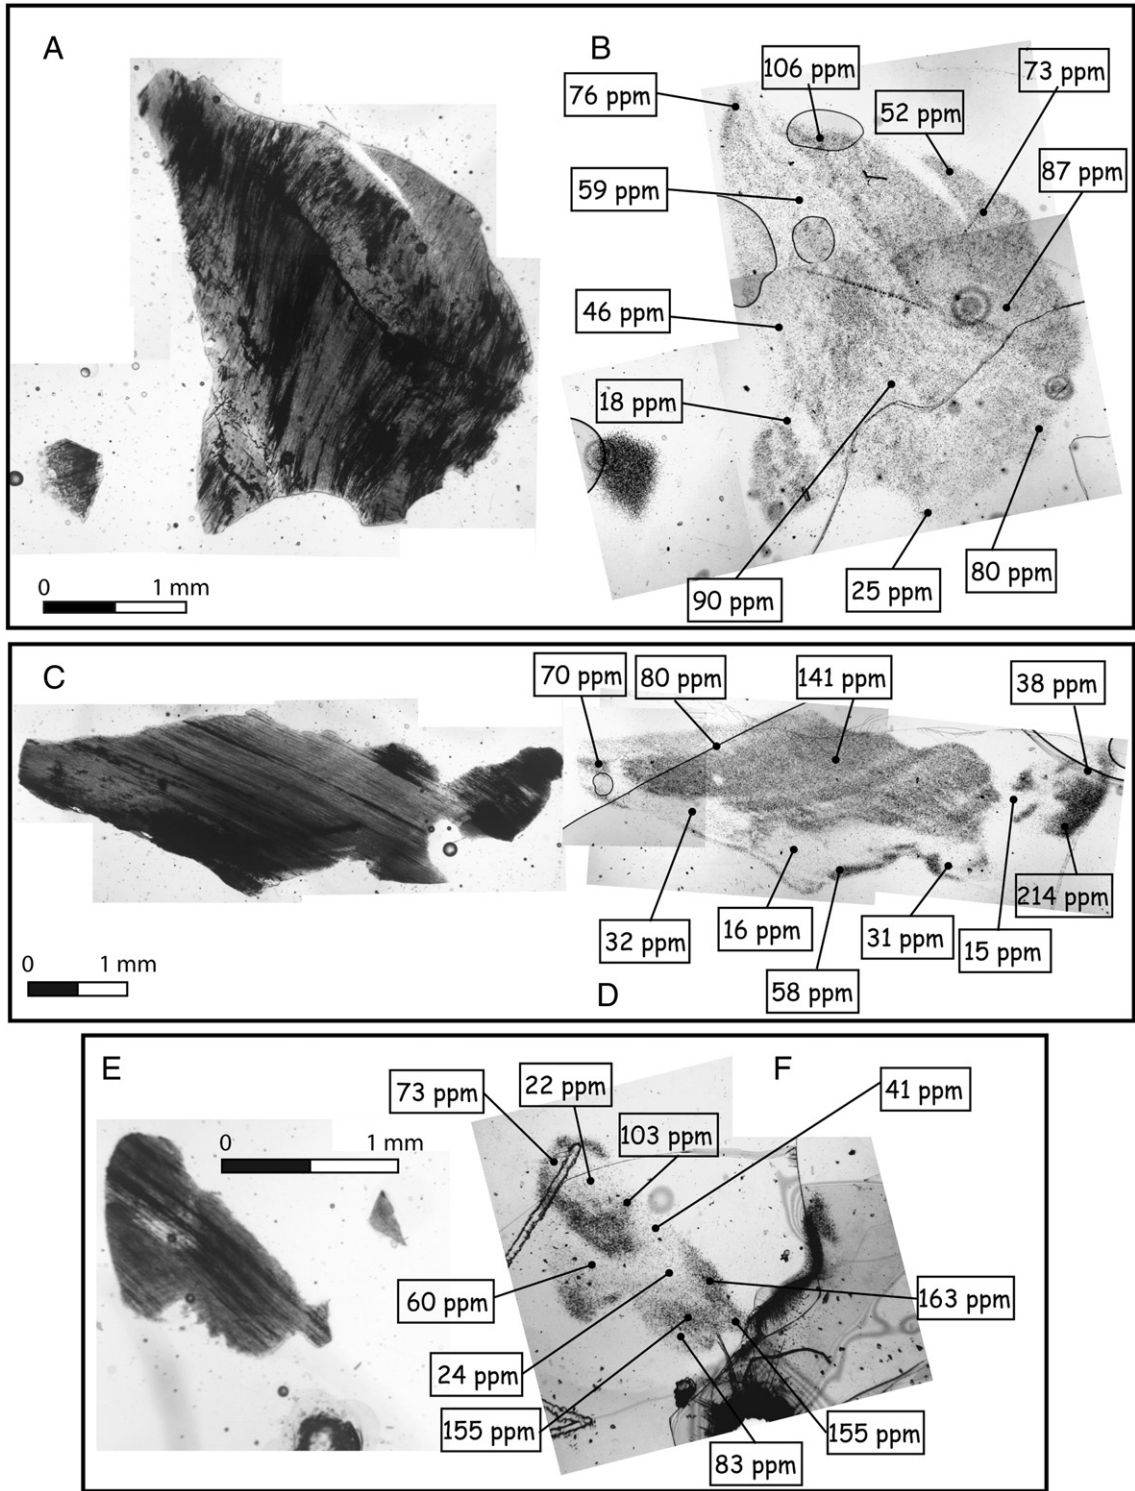 A
B
106 ppm
73 ppm
76 ppm
52 ppm
87 ppm
59 ppm
46 ppm
18 ppm
0 1 mm
90 ppm
25 ppm
80 ppm
C
70 ppm
80 ppm
141 ppm
38 ppm
0 1 mm
32 ppm
16 ppm
58 ppm
31 ppm
15 ppm
214 ppm
D
E
F
0 1 mm
73 ppm
22 ppm
103 ppm
41 ppm
60 ppm
163 ppm
24 ppm
155 ppm
83 ppm
155 ppm